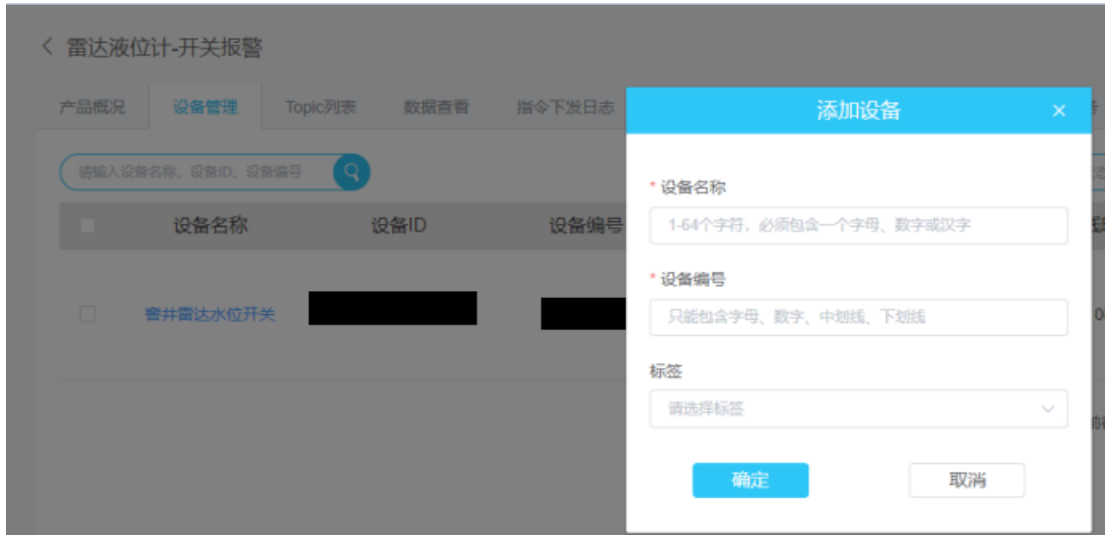 雷达液位计-开关报警
产品概况 设备管理 Topic列表 数据查看 指令下发日志
请输入设备名称、设备ID、设备编号
设备名称 设备ID 设备编号
窖井雷达水位开关
添加设备
* 设备名称
1-64个字符，必须包含一个字母、数字或汉字
* 设备编号
只能包含字母、数字、中划线、下划线
标签
请选择标签
确定 取消